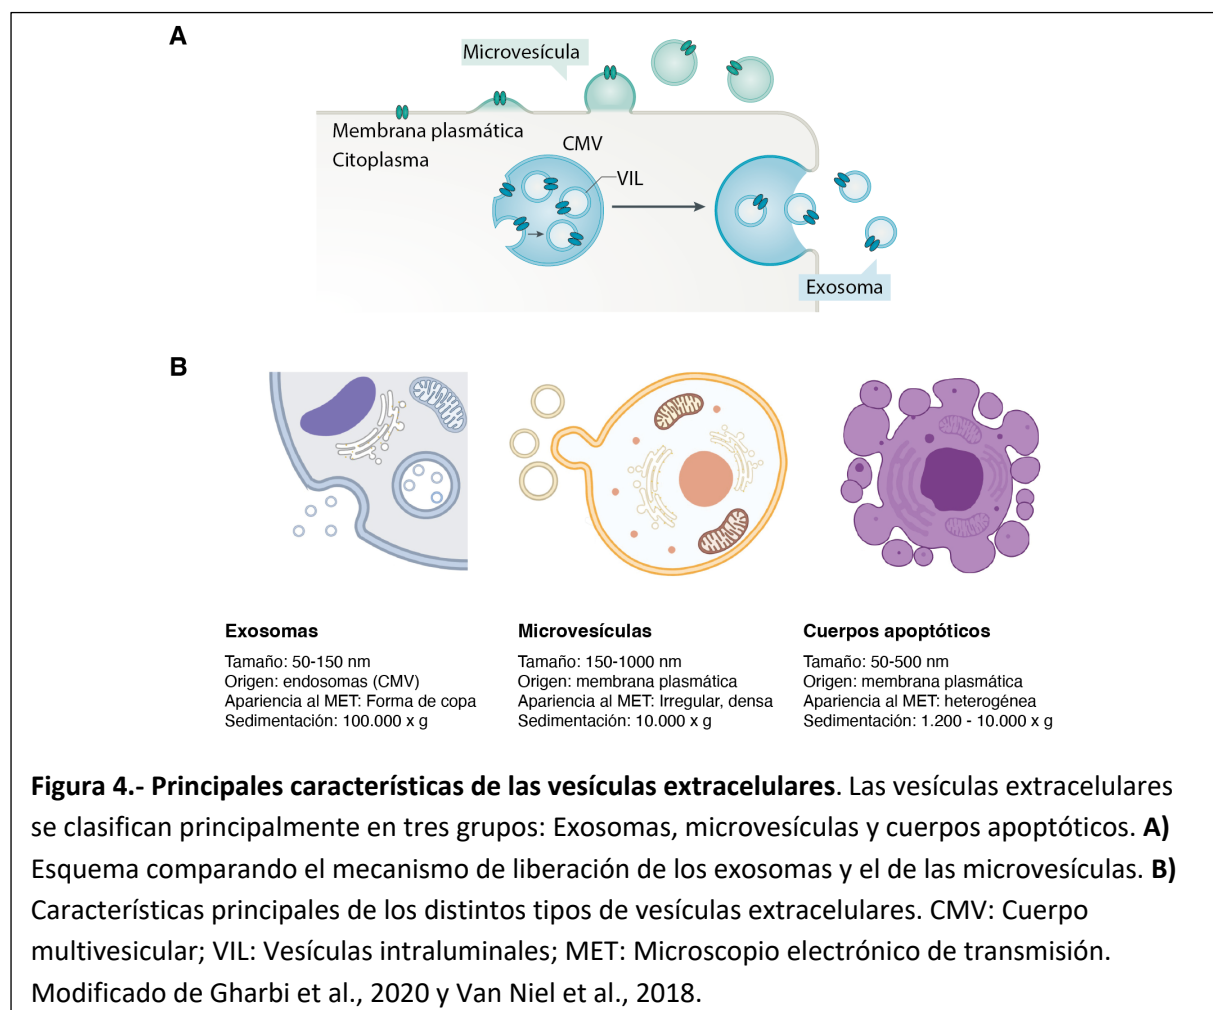 A
Microvesícula
Membrana plasmática
Citoplasma
CMV
VIL
Exosoma
B
Exosomas
Tamaño: 50-150 nm
Origen: endosomas (CMV)
Apariencia al MET: Forma de copa
Sedimentación: 100.000 x g
Microvesículas
Tamaño: 150-1000 nm
Origen: membrana plasmática
Apariencia al MET: Irregular, densa
Sedimentación: 10.000 x g
Cuerpos apoptóticos
Tamaño: 50-500 nm
Origen: membrana plasmática
Apariencia al MET: heterogénea
Sedimentación: 1.200 - 10.000 x g
Figura 4.- Principales características de las vesículas extracelulares. Las vesículas extracelulares
se clasifican principalmente en tres grupos: Exosomas, microvesículas y cuerpos apoptóticos. A)
Esquema comparando el mecanismo de liberación de los exosomas y el de las microvesículas. B)
Características principales de los distintos tipos de vesículas extracelulares. CMV: Cuerpo
multivesicular; VIL: Vesículas intraluminales; MET: Microscopio electrónico de transmisión.
Modificado de Gharbi et al., 2020 y Van Niel et al., 2018.